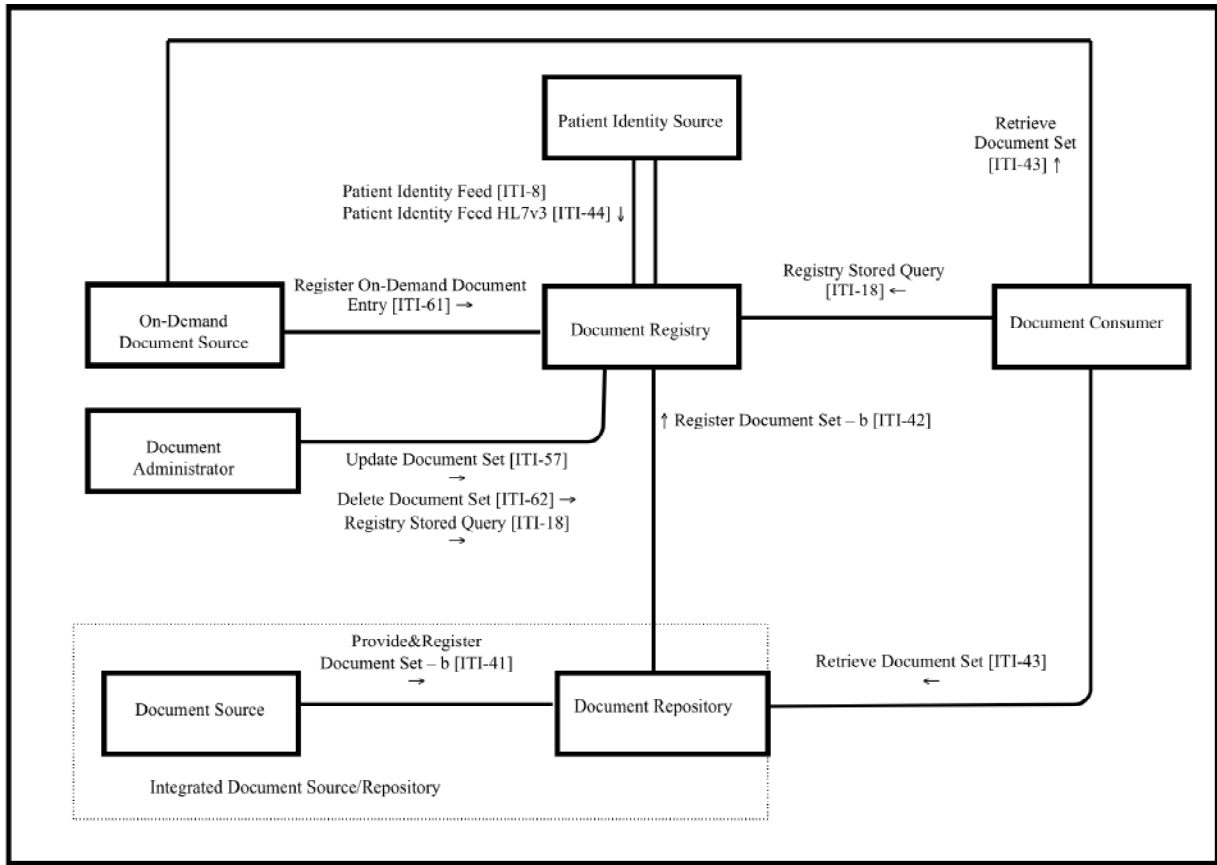 Patient Identity Source
Retrieve
Document Set
[ITI-43] ↑
Patient Identity Feed [ITI-8]
Patient Identity Feed HL7v3 [ITI-44] ↓
Register On-Demand Document
Entry [ITI-61] →
Registry Stored Query
[ITI-18] ←
On-Demand
Document Source
Document Registry
Document Consumer
↑ Register Document Set – b [ITI-42]
Document
Administrator
Update Document Set [ITI-57]
→
Delete Document Set [ITI-62] →
Registry Stored Query [ITI-18]
→
Provide&Register
Document Set – b [ITI-41]
→
Retrieve Document Set [ITI-43]
←
Document Source
Document Repository
Integrated Document Source/Repository